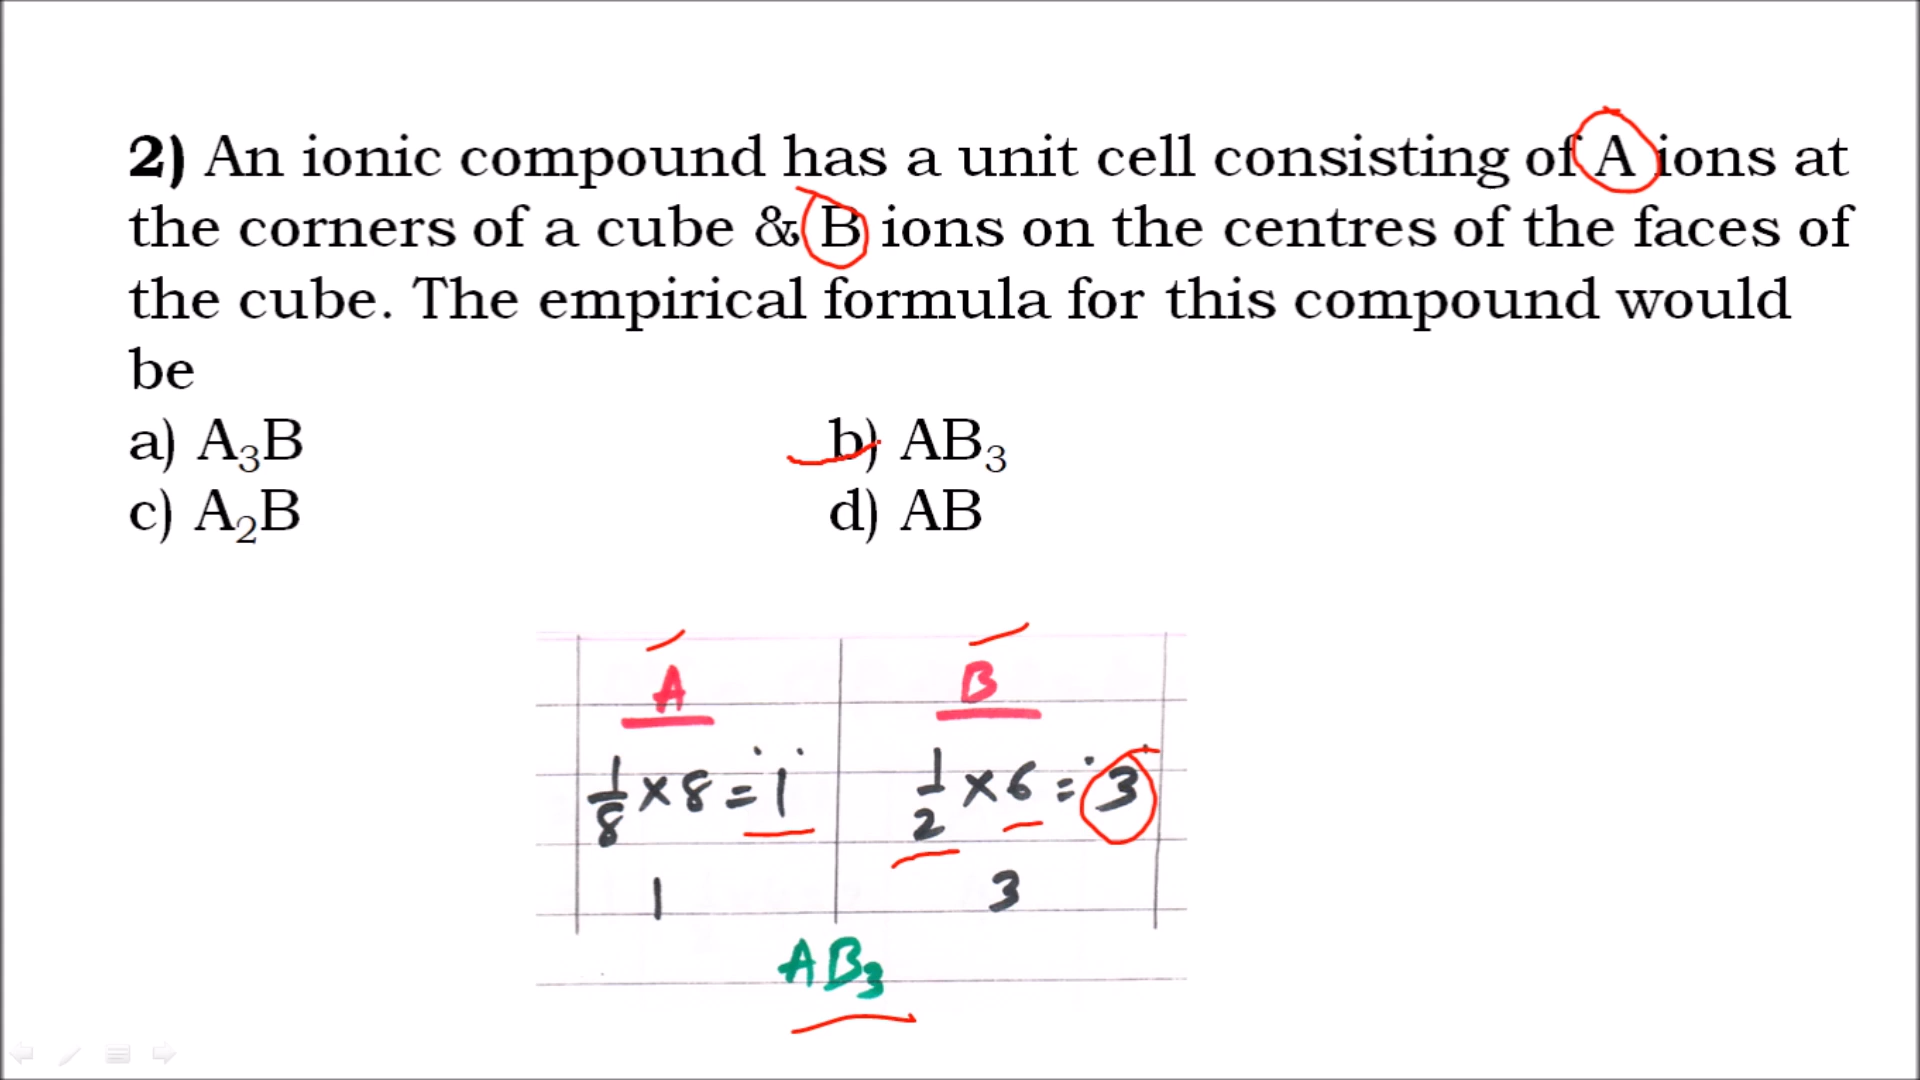 2) An ionic compound has a unit cell consisting of A ions at
the corners of a cube & B ions on the centres of the faces of
the cube. The empirical formula for this compound would
be
a) A₃B b) AB₃
c) A₂B d) AB
A B
1/8 × 8 = 1 1/2 × 6 = 3
1 3
AB₃